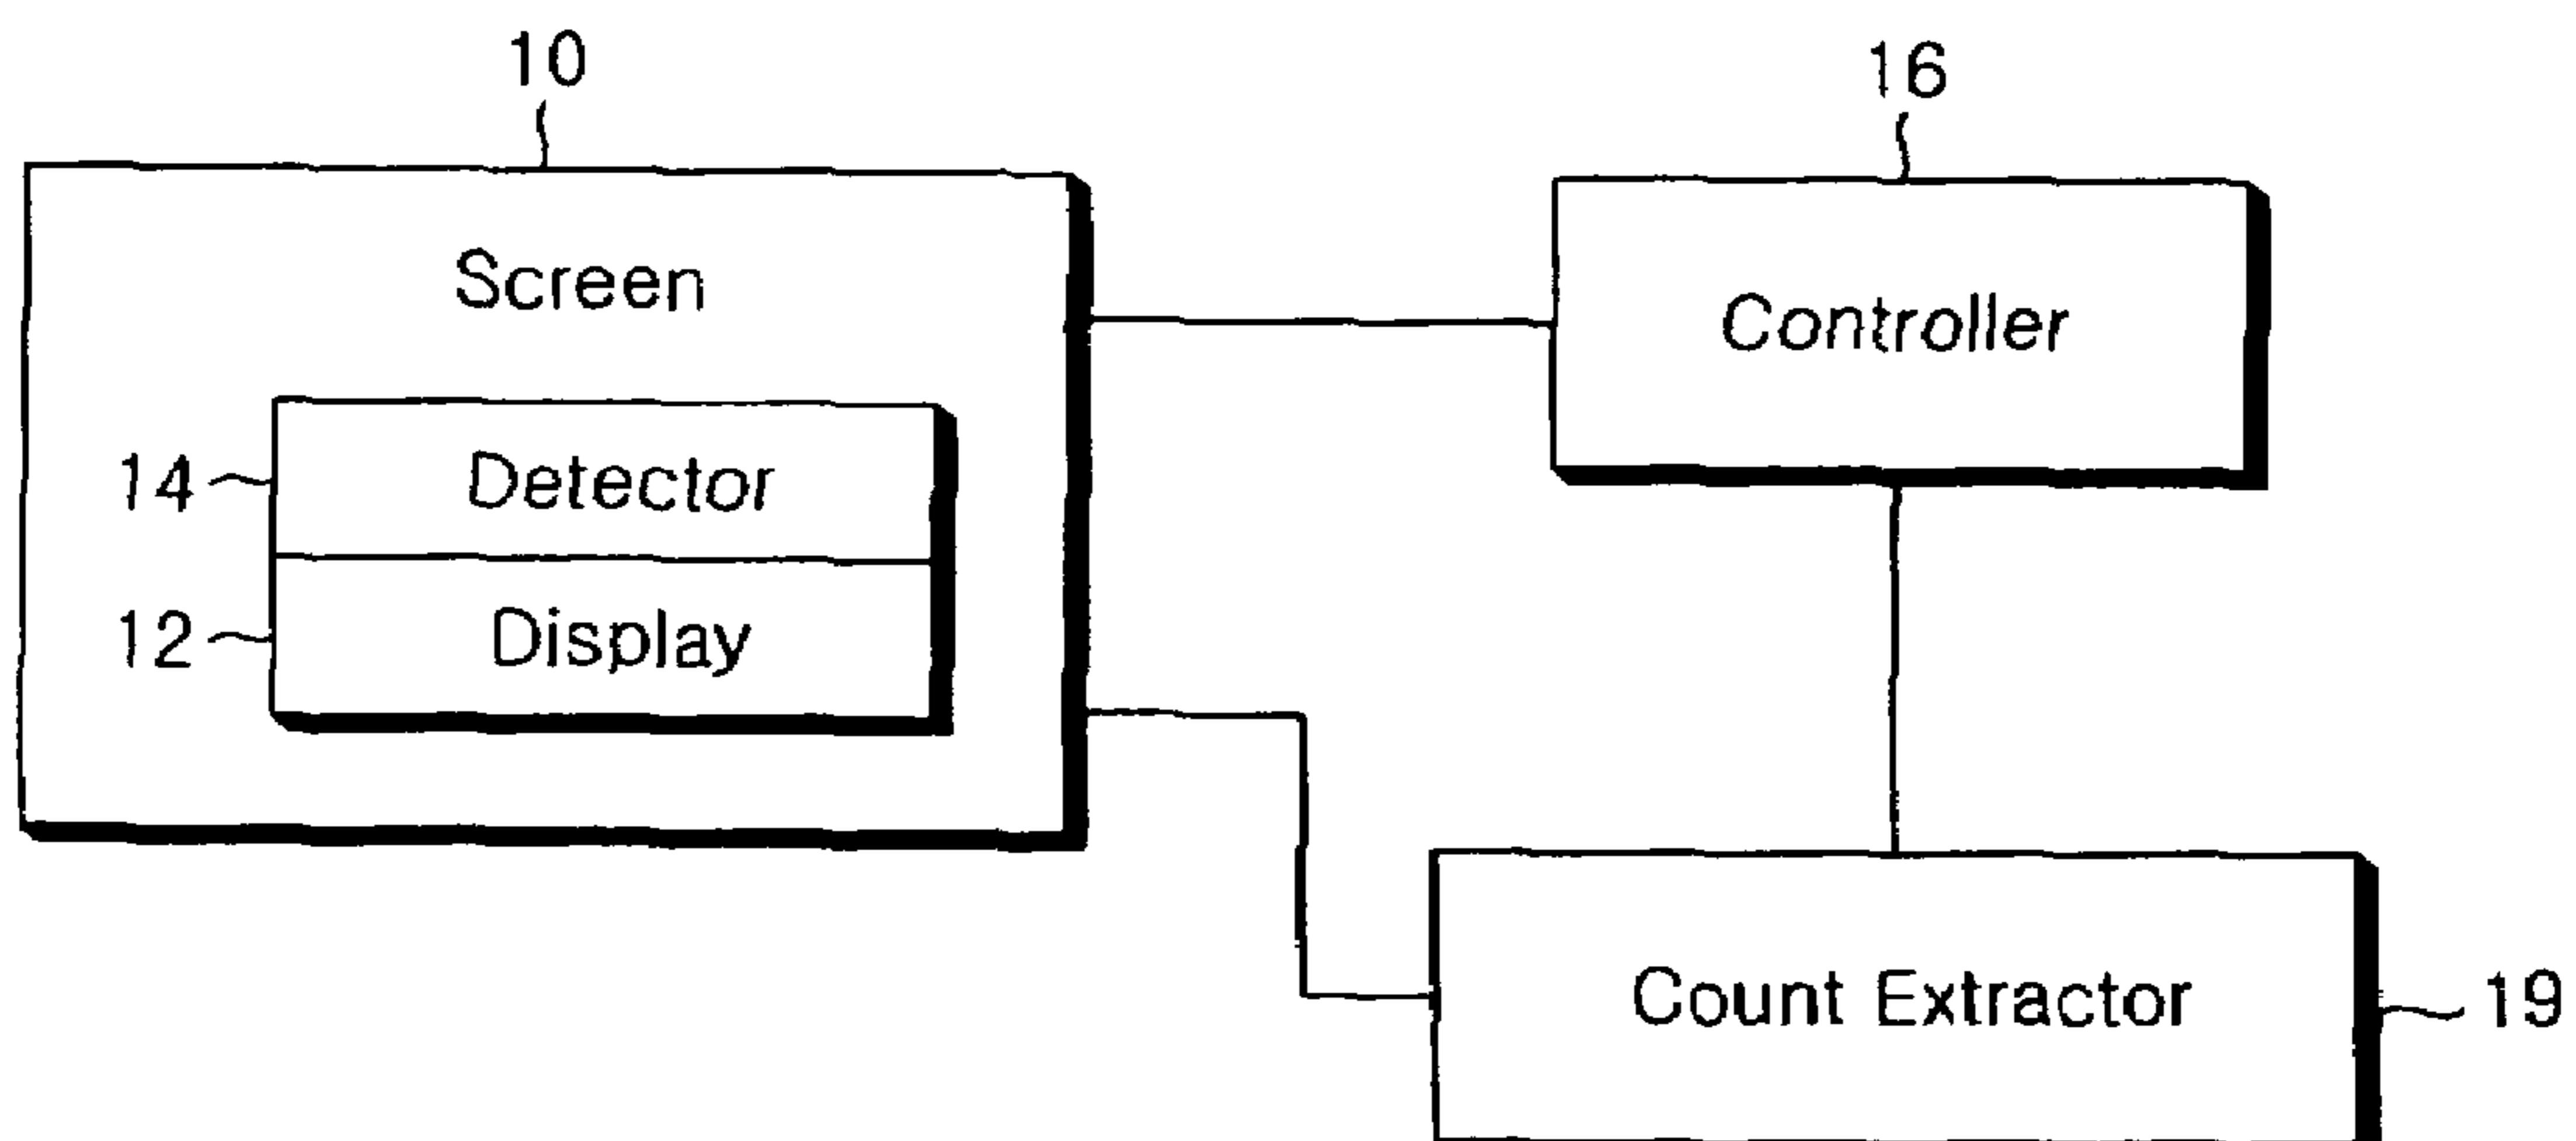 10
16
Screen
Controller
14
Detector
12
Display
Count Extractor
19